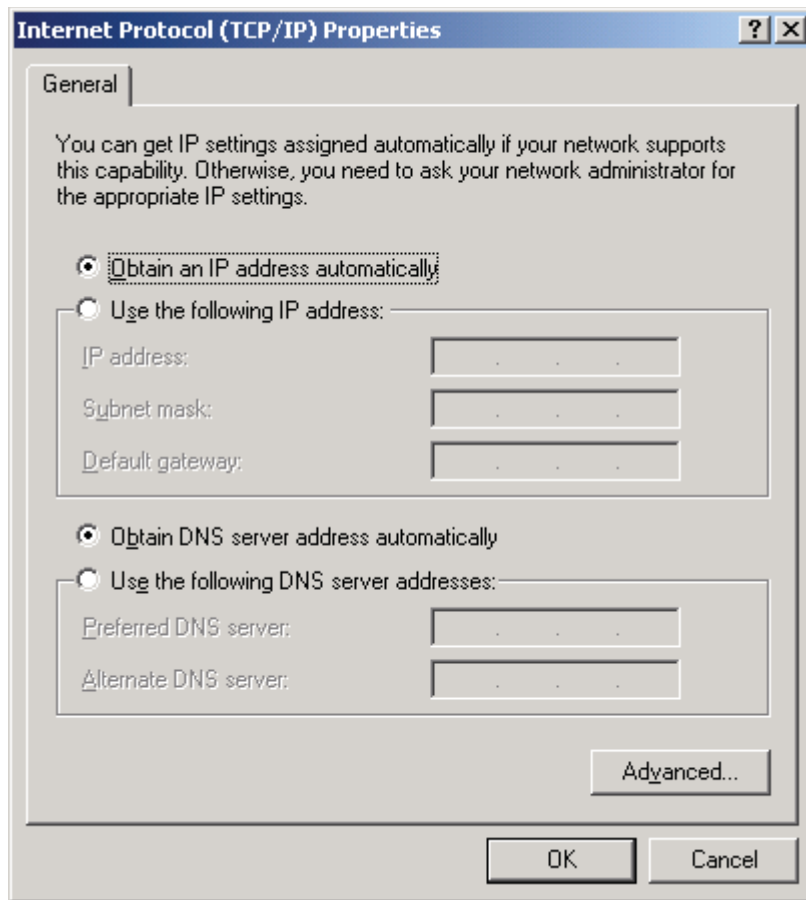 Internet Protocol (TCP/IP) Properties
General
You can get IP settings assigned automatically if your network supports
this capability. Otherwise, you need to ask your network administrator for
the appropriate IP settings.
Obtain an IP address automatically
Use the following IP address:
IP address:
Subnet mask:
Default gateway:
Obtain DNS server address automatically
Use the following DNS server addresses:
Preferred DNS server:
Alternate DNS server:
Advanced...
OK
Cancel